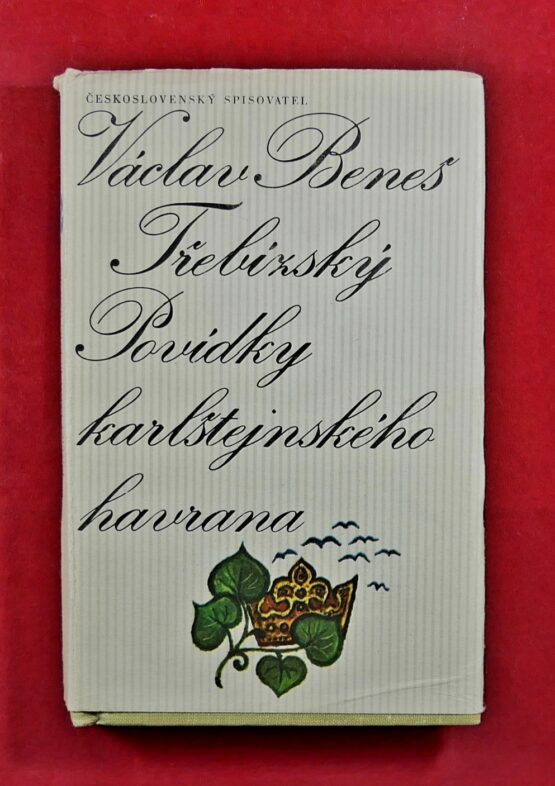 ČESKOSLOVENSKÝ SPISOVATEL
Václav Beneš
Třebízský
Povídky
karlštejnského
havrana